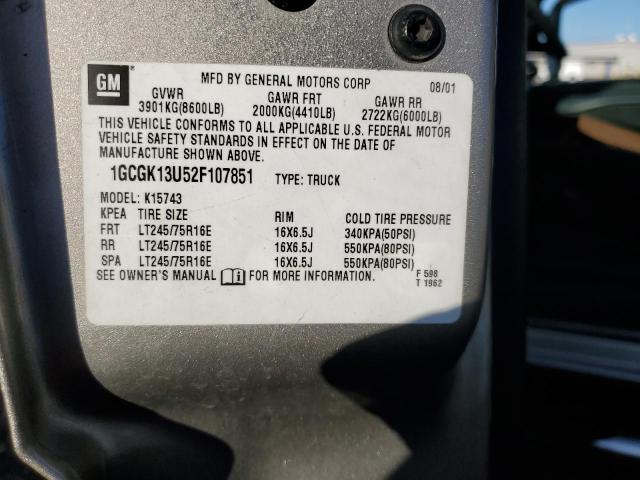 GM
MFD BY GENERAL MOTORS CORP 08/01
GVWR GAWR FRT GAWR RR
3901KG(8600LB) 2000KG(4410LB) 2722KG(6000LB)
THIS VEHICLE CONFORMS TO ALL APPLICABLE U.S. FEDERAL MOTOR
VEHICLE SAFETY STANDARDS IN EFFECT ON THE DATE OF
MANUFACTURE SHOWN ABOVE.
1GCGK13U52F107851 TYPE: TRUCK
MODEL: K15743
KPEA TIRE SIZE RIM COLD TIRE PRESSURE
FRT LT245/75R16E 16X6.5J 340KPA(50PSI)
RR LT245/75R16E 16X6.5J 550KPA(80PSI)
SPA LT245/75R16E 16X6.5J 550KPA(80PSI)
SEE OWNER'S MANUAL FOR MORE INFORMATION.
F 598
T 1962